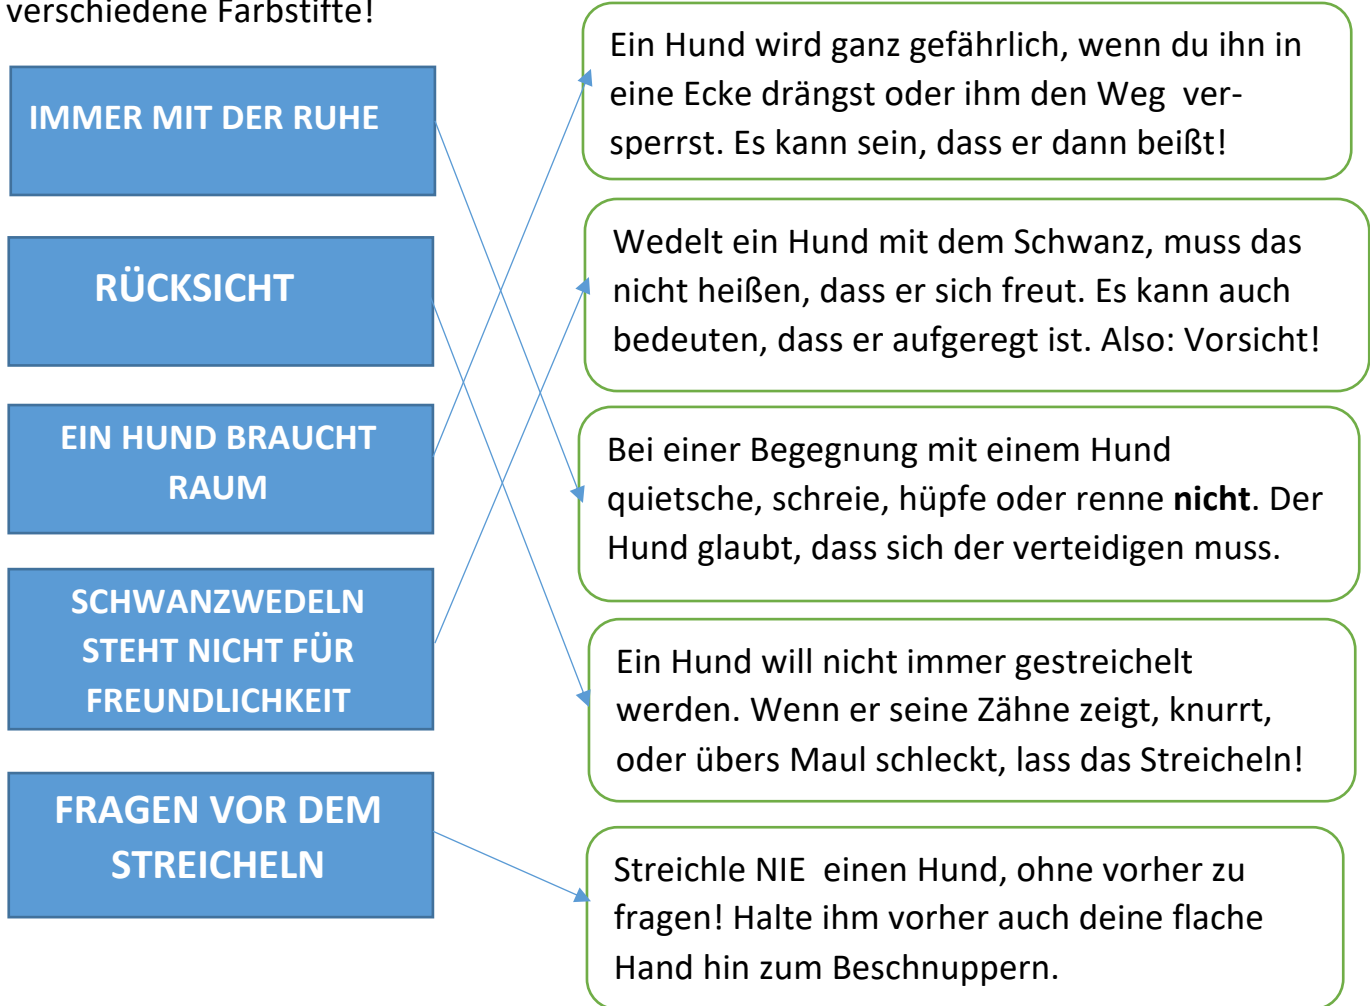 verschiedene Farbstifte!
IMMER MIT DER RUHE
RÜCKSICHT
EIN HUND BRAUCHT
RAUM
SCHWANZWEDELN
STEHT NICHT FÜR
FREUNDLICHKEIT
FRAGEN VOR DEM
STREICHELN
Ein Hund wird ganz gefährlich, wenn du ihn in
eine Ecke drängst oder ihm den Weg ver-
sperrst. Es kann sein, dass er dann beißt!
Wedelt ein Hund mit dem Schwanz, muss das
nicht heißen, dass er sich freut. Es kann auch
bedeuten, dass er aufgeregt ist. Also: Vorsicht!
Bei einer Begegnung mit einem Hund
quietsche, schreie, hüpfe oder renne nicht. Der
Hund glaubt, dass sich der verteidigen muss.
Ein Hund will nicht immer gestreichelt
werden. Wenn er seine Zähne zeigt, knurrt,
oder übers Maul schleckt, lass das Streicheln!
Streichle NIE einen Hund, ohne vorher zu
fragen! Halte ihm vorher auch deine flache
Hand hin zum Beschnuppern.